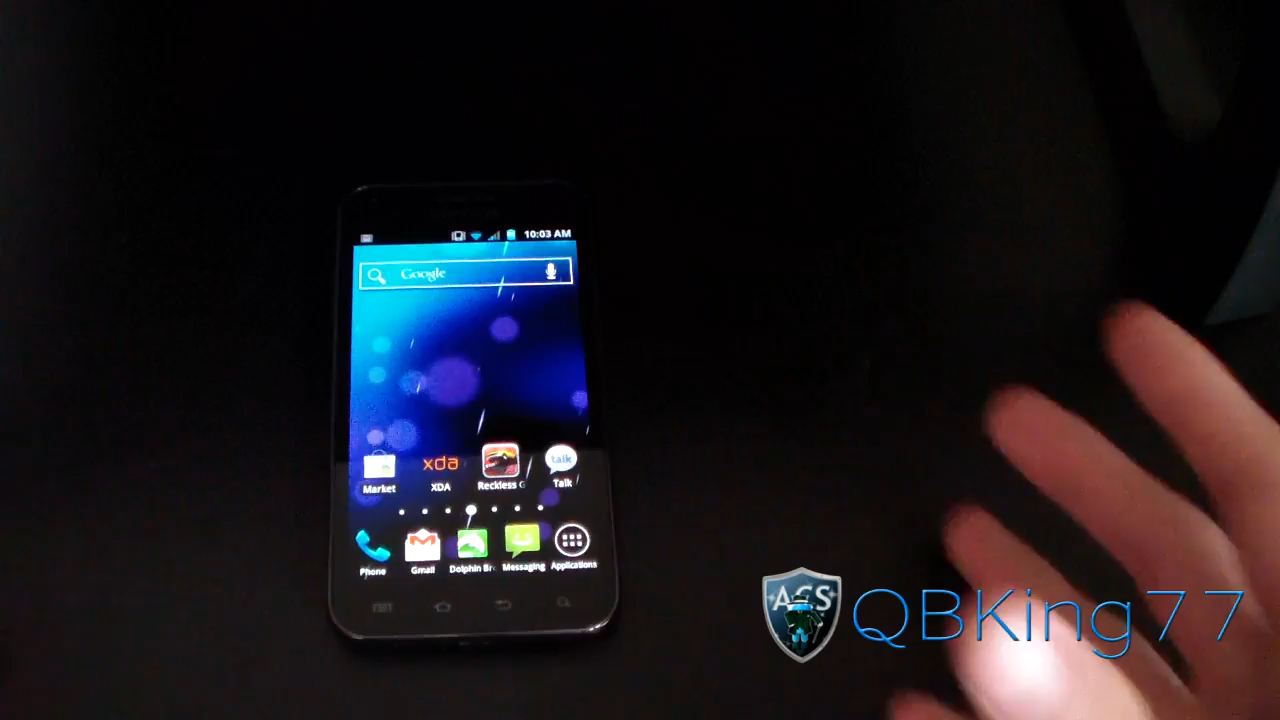 10:03 AM
Google
talk
xda
Market
XDA
Reckless G
Talk
Phone
Gmail
Dolphin Br
Messaging
Applications
ACS
QBKing77